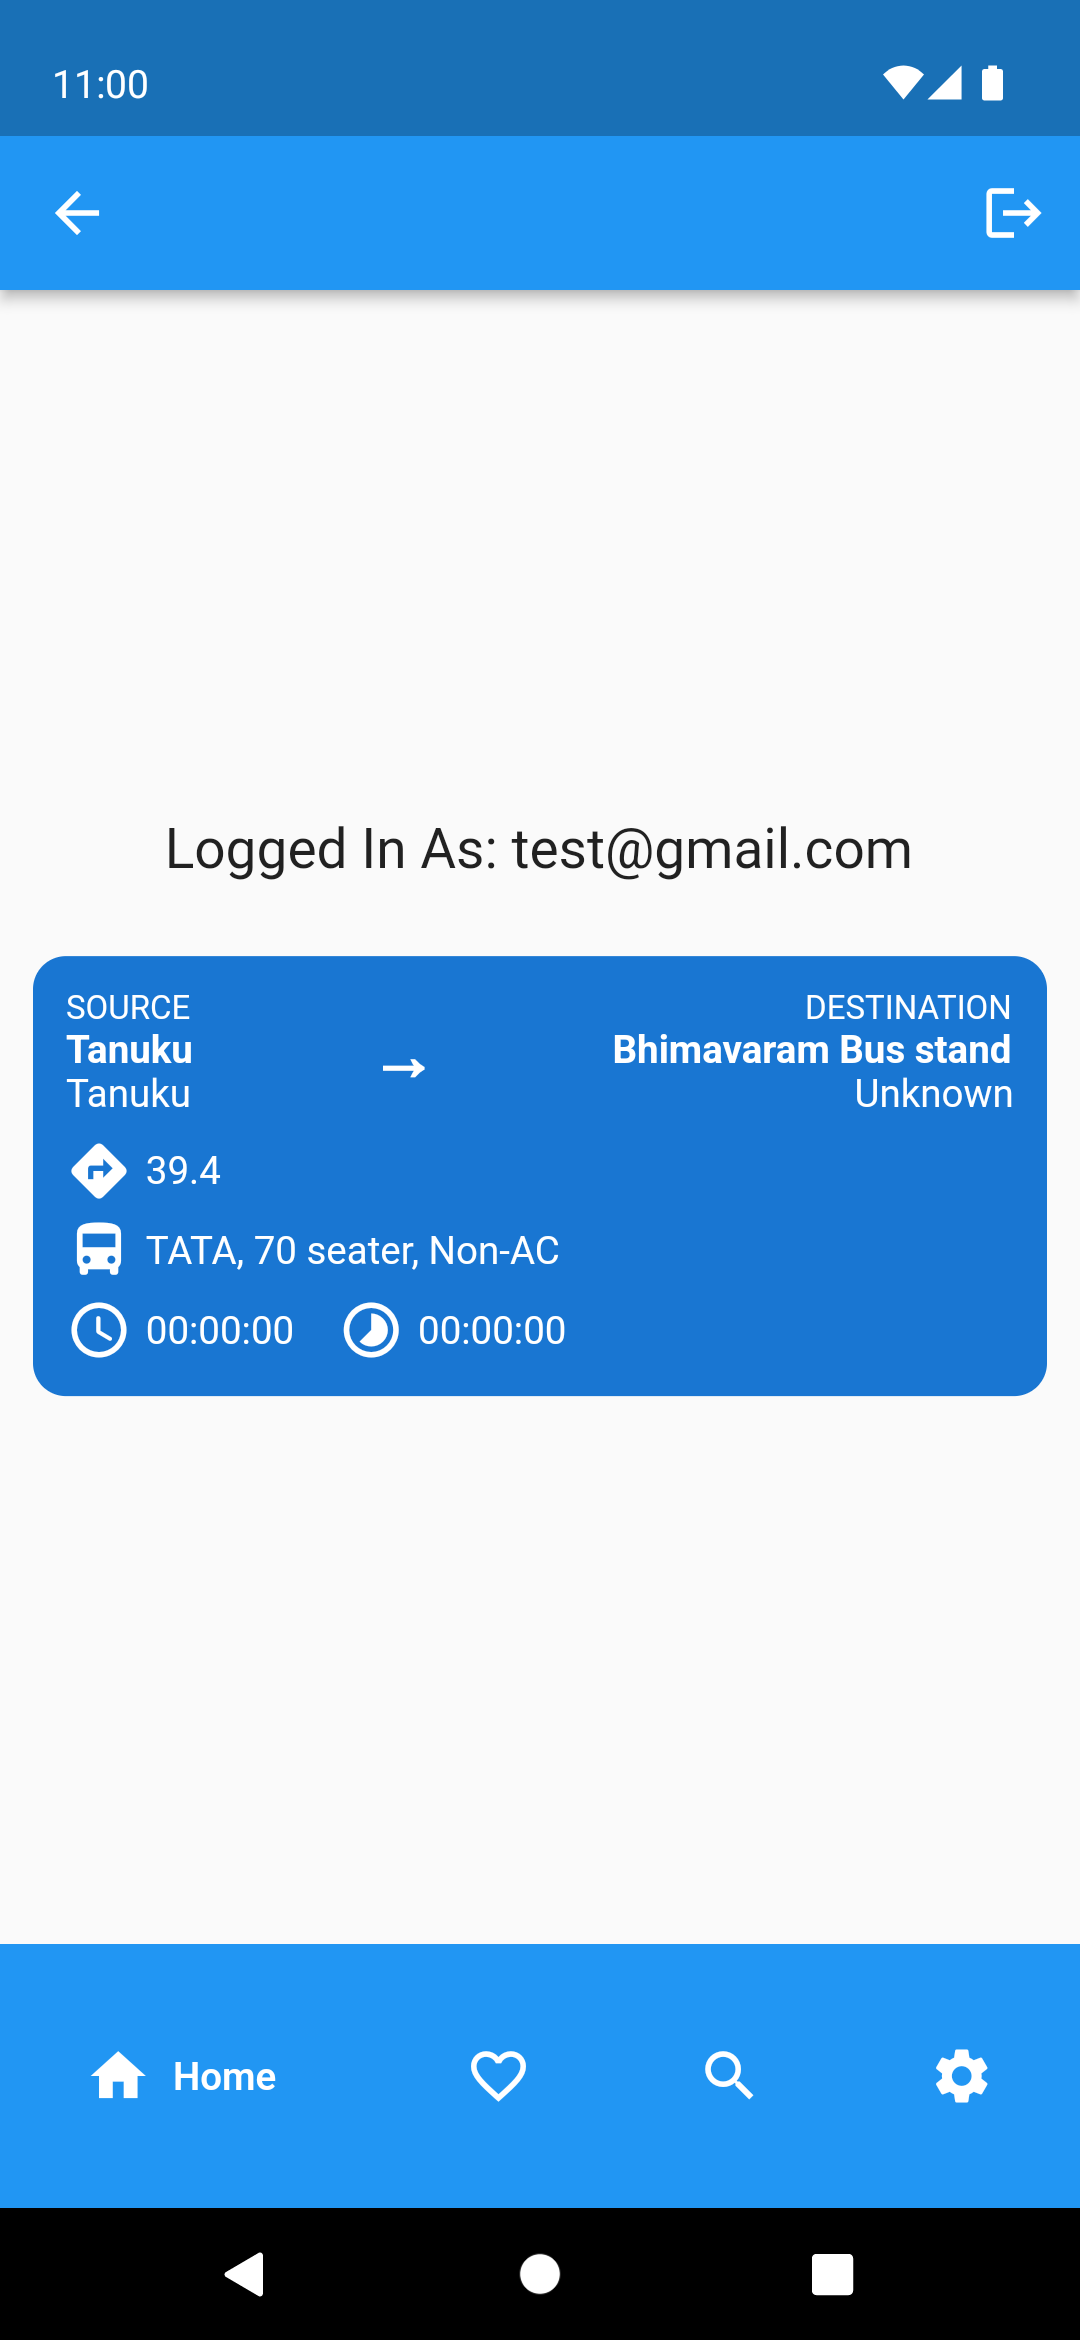 11:00
Logged In As: test@gmail.com
SOURCE
DESTINATION
Tanuku
→
Bhimavaram Bus stand
Tanuku
Unknown
39.4
TATA, 70 seater, Non-AC
00:00:00
00:00:00
Home